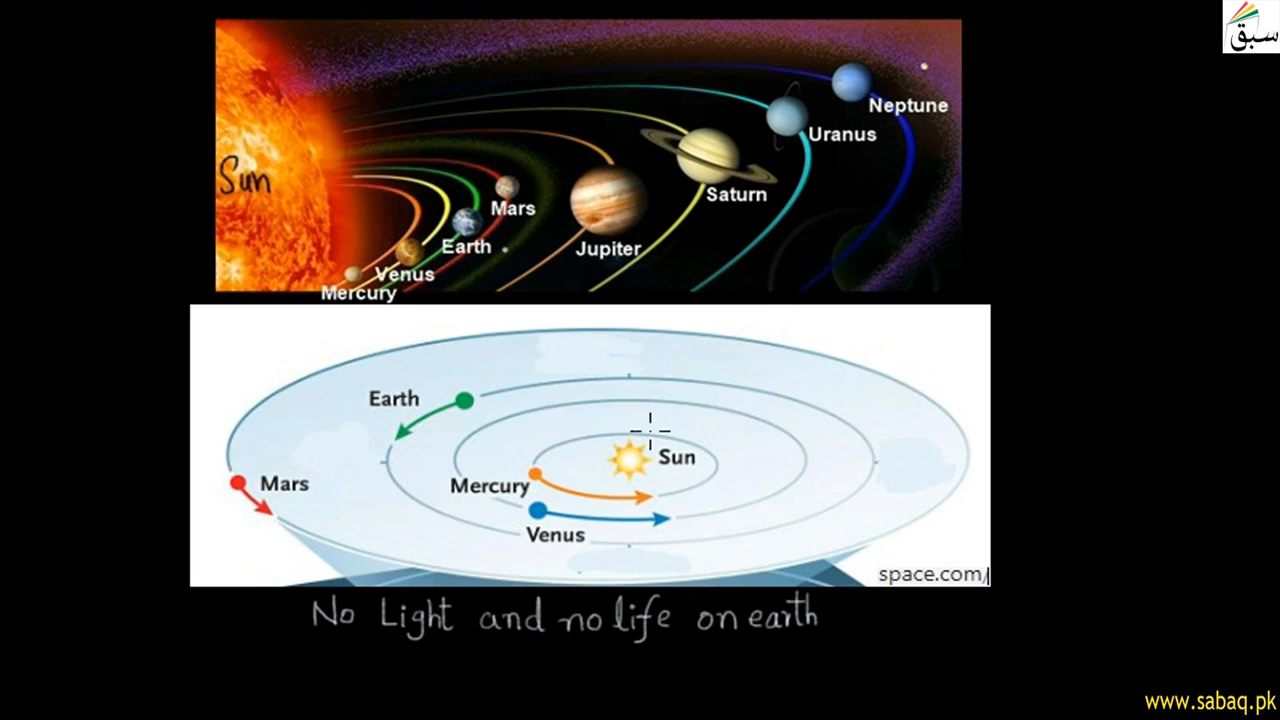 سبق
Sun
Neptune
Uranus
Saturn
Mars
Jupiter
Earth
Venus
Mercury
Earth
Sun
Mars
Mercury
Venus
space.com/
No Light and no life on earth
www.sabaq.pk